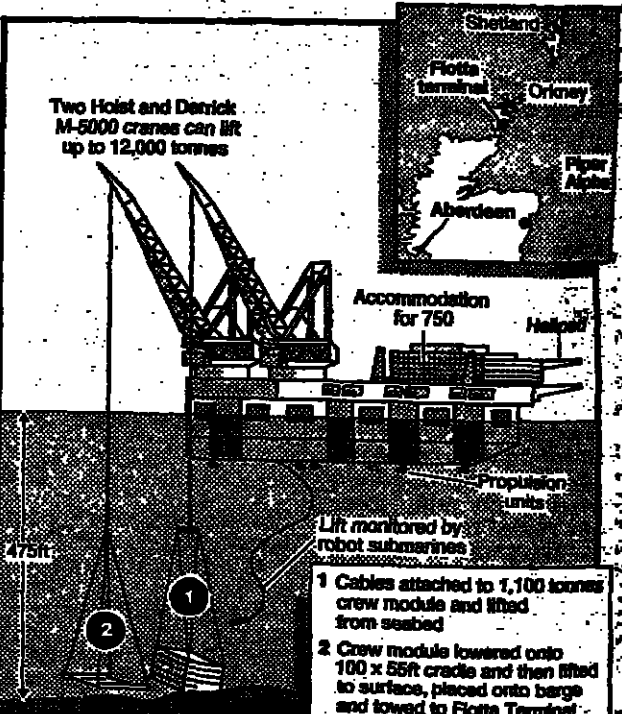 Shetland
Flotta
terminal
Orkney
Piper
Alpha
Aberdeen
Two Hoist and Derrick
M-5000 cranes can lift
up to 12,000 tonnes
Accommodation
for 750
Helipad
Propulsion
units
475ft
Lift monitored by
robot submarines
1
2
1 Cables attached to 1,100 tonnes
crew module and lifted
from seabed
2 Crew module lowered onto
100 x 55ft cradle and then lifted
to surface, placed onto barge
and towed to Flotta Terminal